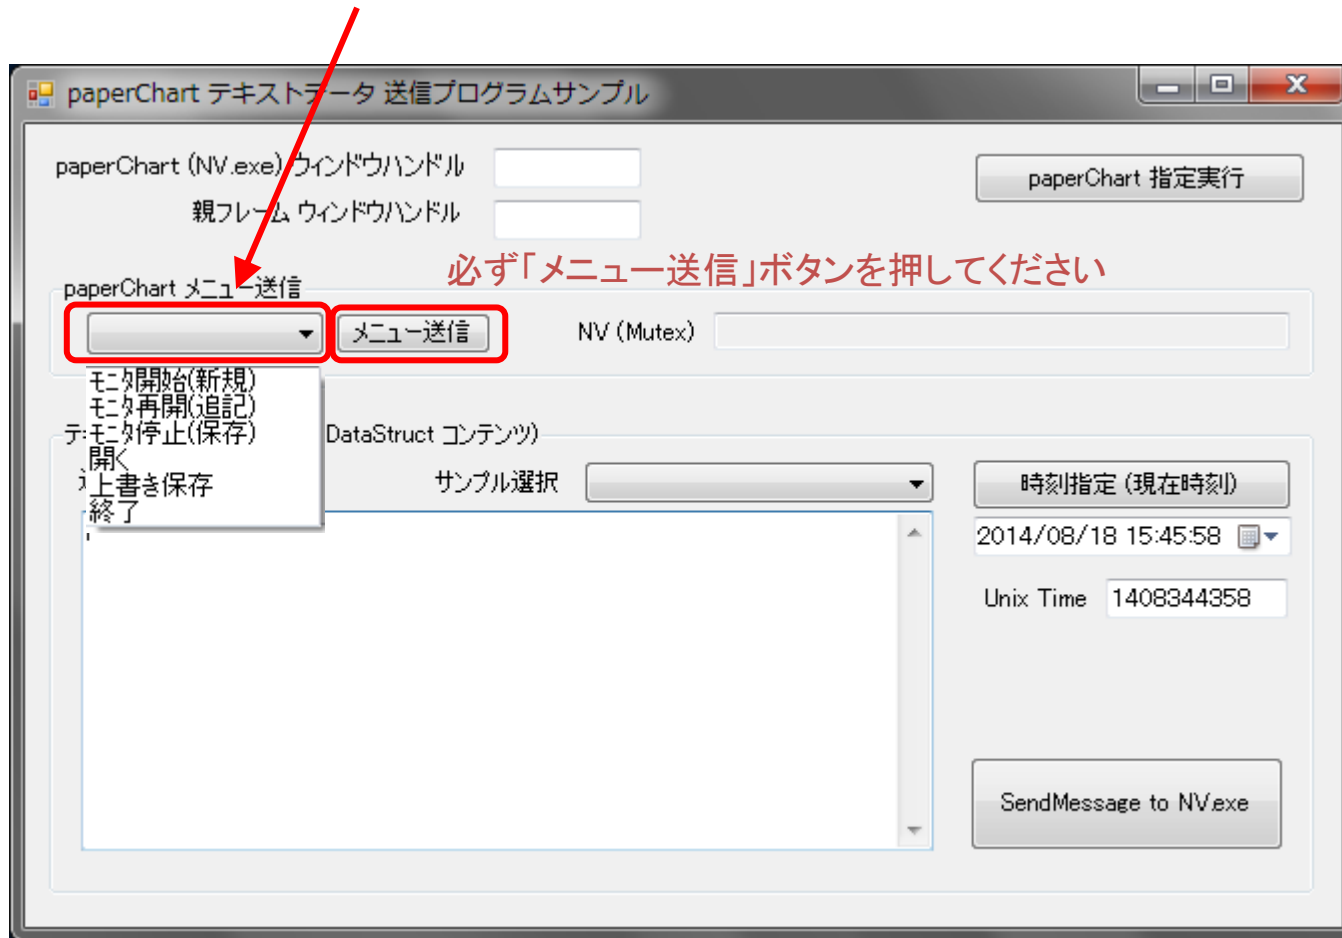 paperChart テキストデータ 送信プログラムサンプル
paperChart (NV.exe) ウィンドウハンドル
paperChart 指定実行
親フレーム ウィンドウハンドル
必ず「メニュー送信」ボタンを押してください
paperChart メニュー送信
メニュー送信
NV (Mutex)
ﾓﾆﾀ開始(新規)
ﾓﾆﾀ再開(追記)
ﾓﾆﾀ停止(保存)
開く
上書き保存
終了
DataStruct コンテンツ)
サンプル選択
時刻指定 (現在時刻)
2014/08/18 15:45:58
Unix Time 1408344358
SendMessage to NV.exe